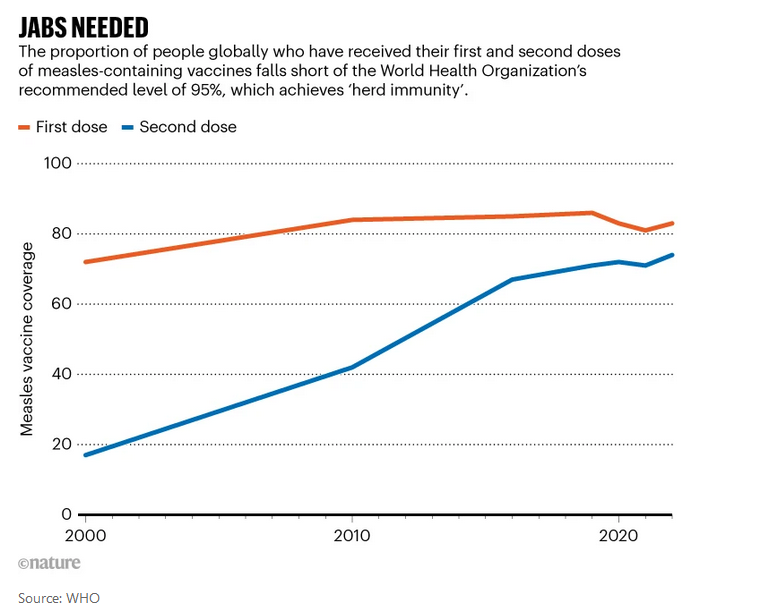 JABS NEEDED
The proportion of people globally who have received their first and second doses
of measles-containing vaccines falls short of the World Health Organization’s
recommended level of 95%, which achieves ‘herd immunity’.
First dose Second dose
100
80
60
40
20
0
Measles vaccine coverage
2000 2010 2020
©nature
Source: WHO